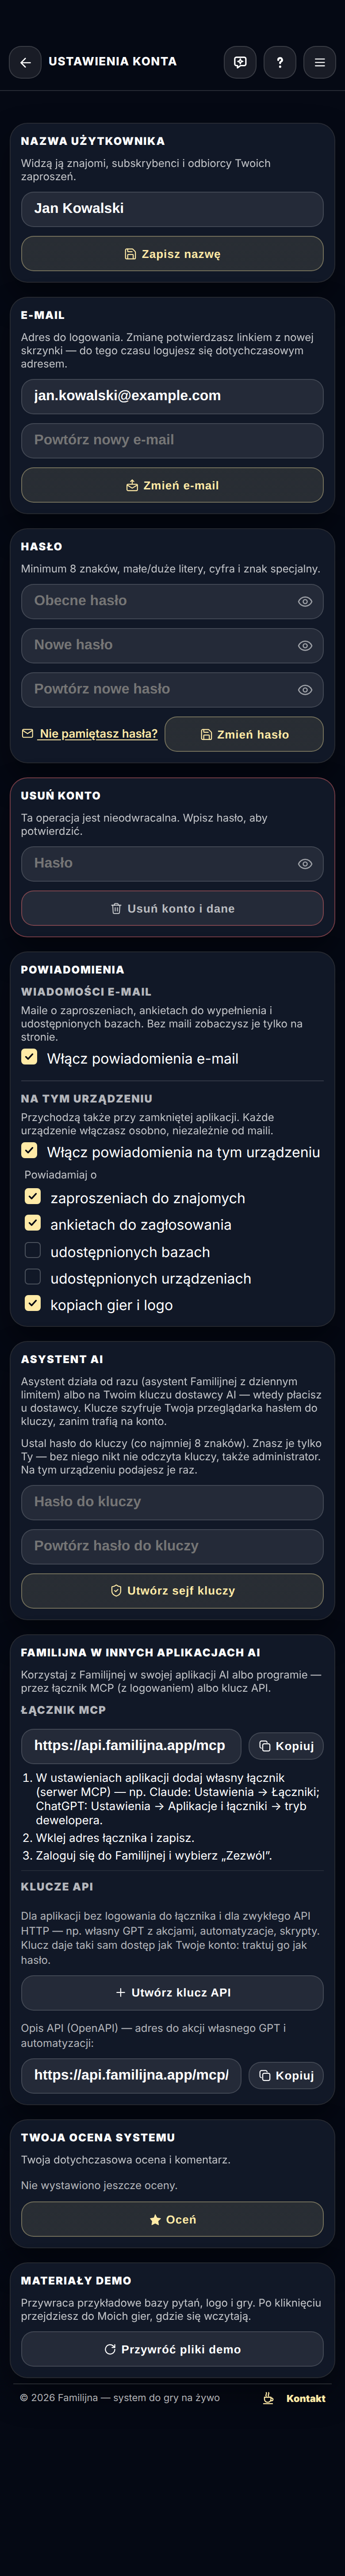 USTAWIENIA KONTA
NAZWA UŻYTKOWNIKA
Widzą ją znajomi, subskrybenci i odbiorcy Twoich
zaproszeń.
Jan Kowalski
Zapisz nazwę
E-MAIL
Adres do logowania. Zmianę potwierdzasz linkiem z nowej
skrzynki — do tego czasu logujesz się dotychczasowym
adresem.
jan.kowalski@example.com
Powtórz nowy e-mail
Zmień e-mail
HASŁO
Minimum 8 znaków, małe/duże litery, cyfra i znak specjalny.
Obecne hasło
Nowe hasło
Powtórz nowe hasło
Nie pamiętasz hasła?
Zmień hasło
USUŃ KONTO
Ta operacja jest nieodwracalna. Wpisz hasło, aby
potwierdzić.
Hasło
Usuń konto i dane
POWIADOMIENIA
WIADOMOŚCI E-MAIL
Maile o zaproszeniach, ankietach do wypełnienia i
udostępnionych bazach. Bez maili zobaczysz je tylko na
stronie.
Włącz powiadomienia e-mail
NA TYM URZĄDZENIU
Przychodzą także przy zamkniętej aplikacji. Każde
urządzenie włączasz osobno, niezależnie od maili.
Włącz powiadomienia na tym urządzeniu
Powiadamiaj o
zaproszeniach do znajomych
ankietach do zagłosowania
udostępnionych bazach
udostępnionych urządzeniach
kopiach gier i logo
ASYSTENT AI
Asystent działa od razu (asystent Familijnej z dziennym
limitem) albo na Twoim kluczu dostawcy AI — wtedy płacisz
u dostawcy. Klucze szyfruje Twoja przeglądarka hasłem do
kluczy, zanim trafią na konto.
Ustal hasło do kluczy (co najmniej 8 znaków). Znasz je tylko
Ty — bez niego nikt nie odczyta kluczy, także administrator.
Na tym urządzeniu podajesz je raz.
Hasło do kluczy
Powtórz hasło do kluczy
Utwórz sejf kluczy
FAMILIJNA W INNYCH APLIKACJACH AI
Korzystaj z Familijnej w swojej aplikacji AI albo programie —
przez łącznik MCP (z logowaniem) albo klucz API.
ŁĄCZNIK MCP
https://api.familijna.app/mcp
Kopiuj
1. W ustawieniach aplikacji dodaj własny łącznik
(serwer MCP) — np. Claude: Ustawienia → Łączniki;
ChatGPT: Ustawienia → Aplikacje i łączniki → tryb
dewelopera.
2. Wklej adres łącznika i zapisz.
3. Zaloguj się do Familijnej i wybierz „Zezwól”.
KLUCZE API
Dla aplikacji bez logowania do łącznika i dla zwykłego API
HTTP — np. własny GPT z akcjami, automatyzacje, skrypty.
Klucz daje taki sam dostęp jak Twoje konto: traktuj go jak
hasło.
Utwórz klucz API
Opis API (OpenAPI) — adres do akcji własnego GPT i
automatyzacji:
https://api.familijna.app/mcp/
Kopiuj
TWOJA OCENA SYSTEMU
Twoja dotychczasowa ocena i komentarz.
Nie wystawiono jeszcze oceny.
Oceń
MATERIAŁY DEMO
Przywraca przykładowe bazy pytań, logo i gry. Po kliknięciu
przejdziesz do Moich gier, gdzie się wczytają.
Przywróć pliki demo
© 2026 Familijna — system do gry na żywo
Kontakt